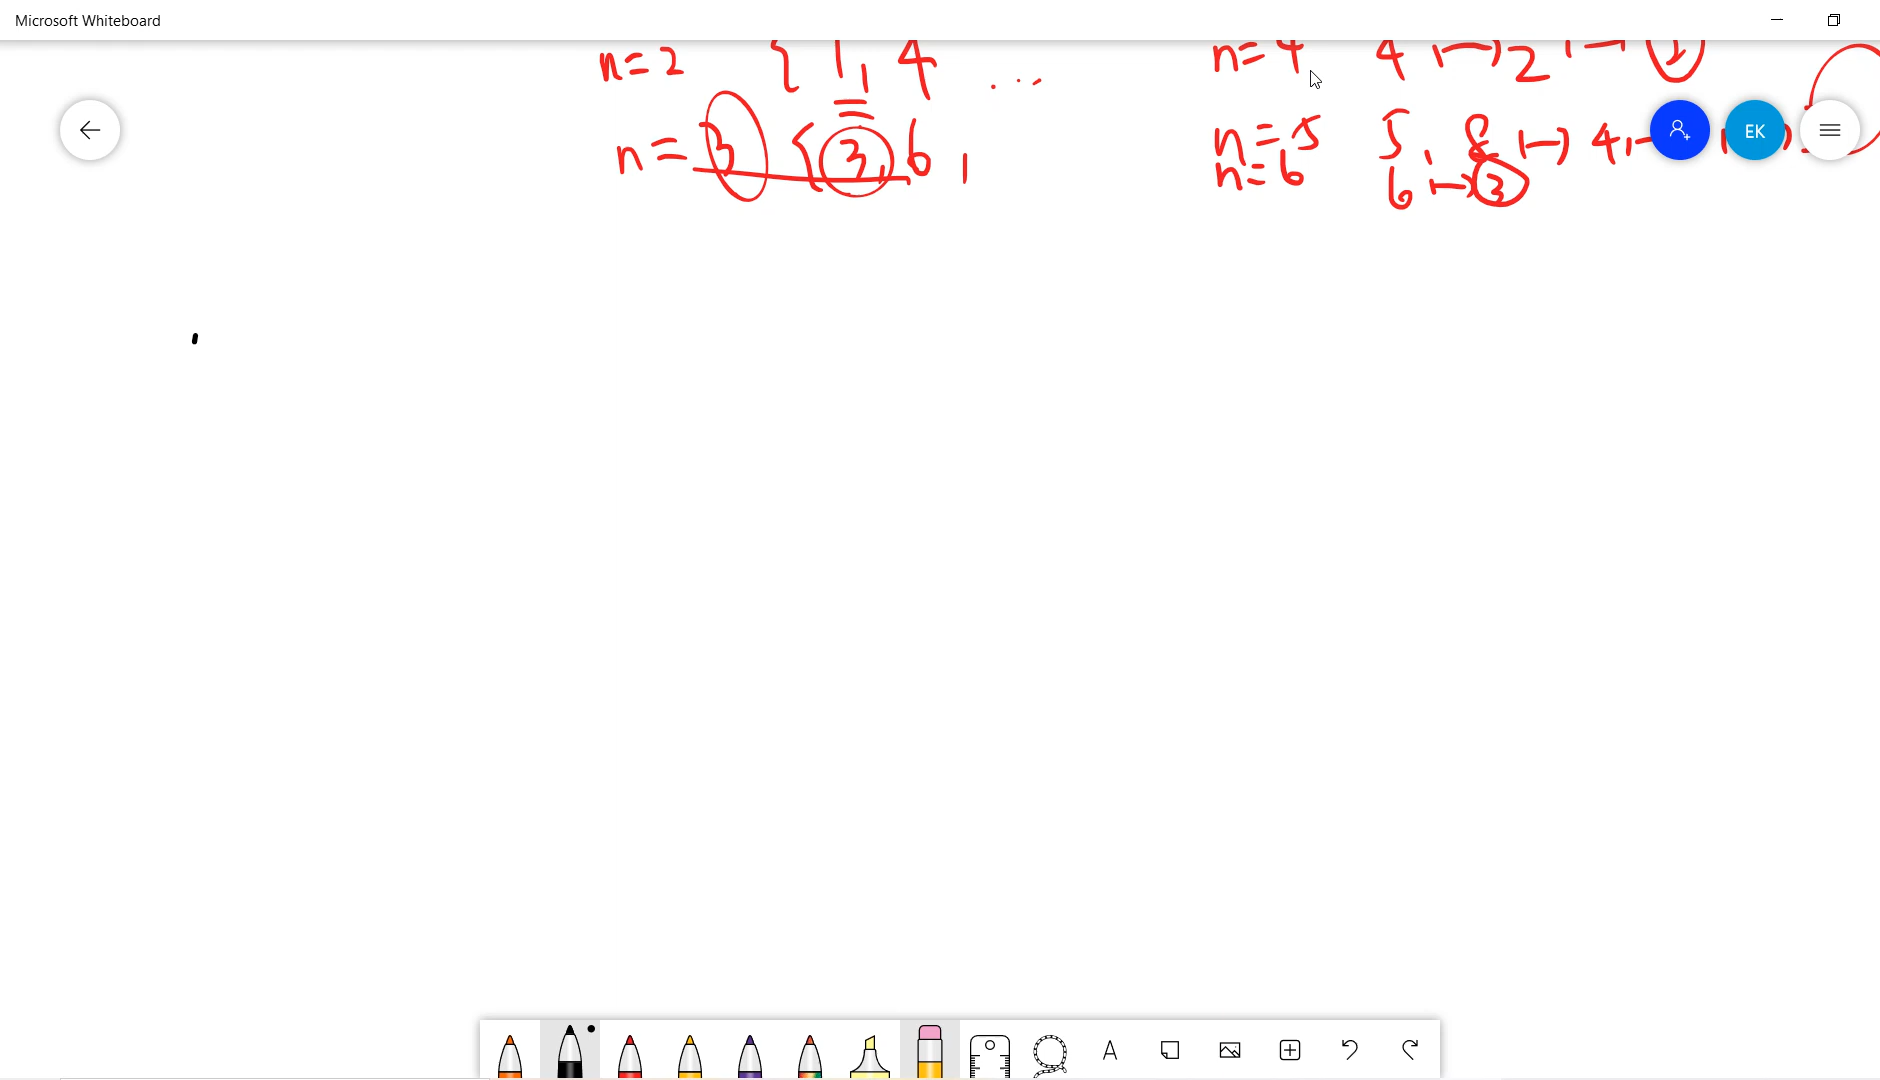 Microsoft Whiteboard
n=2 { 1, 4 ...
n=3 { 3, 6,
n=4 4 ↦ 2 ↦ 1
n=5 5, 8 ↦ 4,
n=6 6 ↦ 3
EK
A